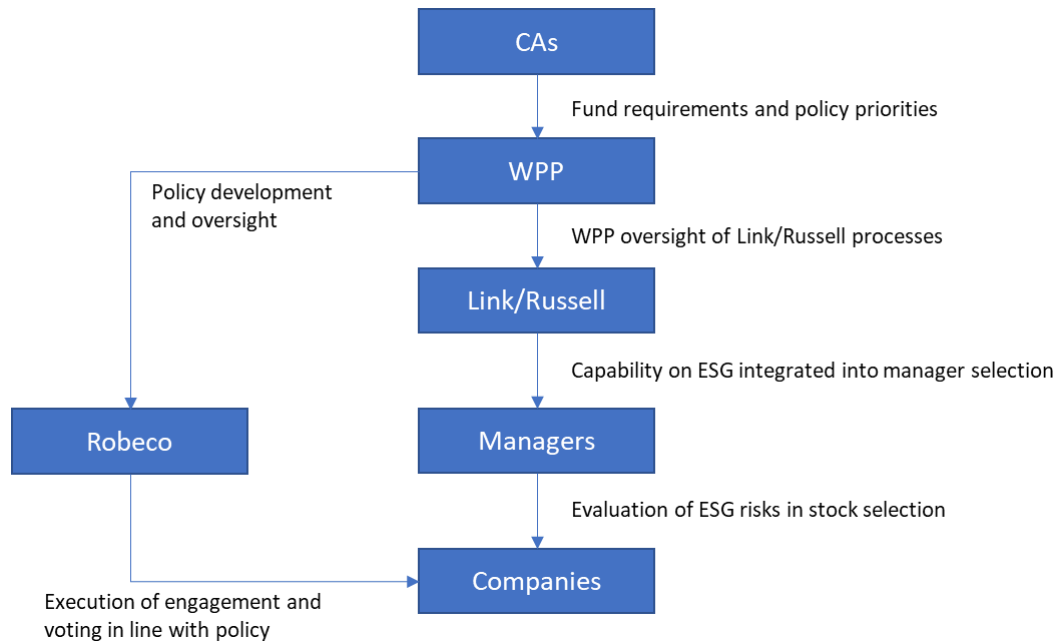 CAs
Fund requirements and policy priorities
WPP
Policy development
and oversight
WPP oversight of Link/Russell processes
Link/Russell
Capability on ESG integrated into manager selection
Robeco
Managers
Evaluation of ESG risks in stock selection
Companies
Execution of engagement and
voting in line with policy